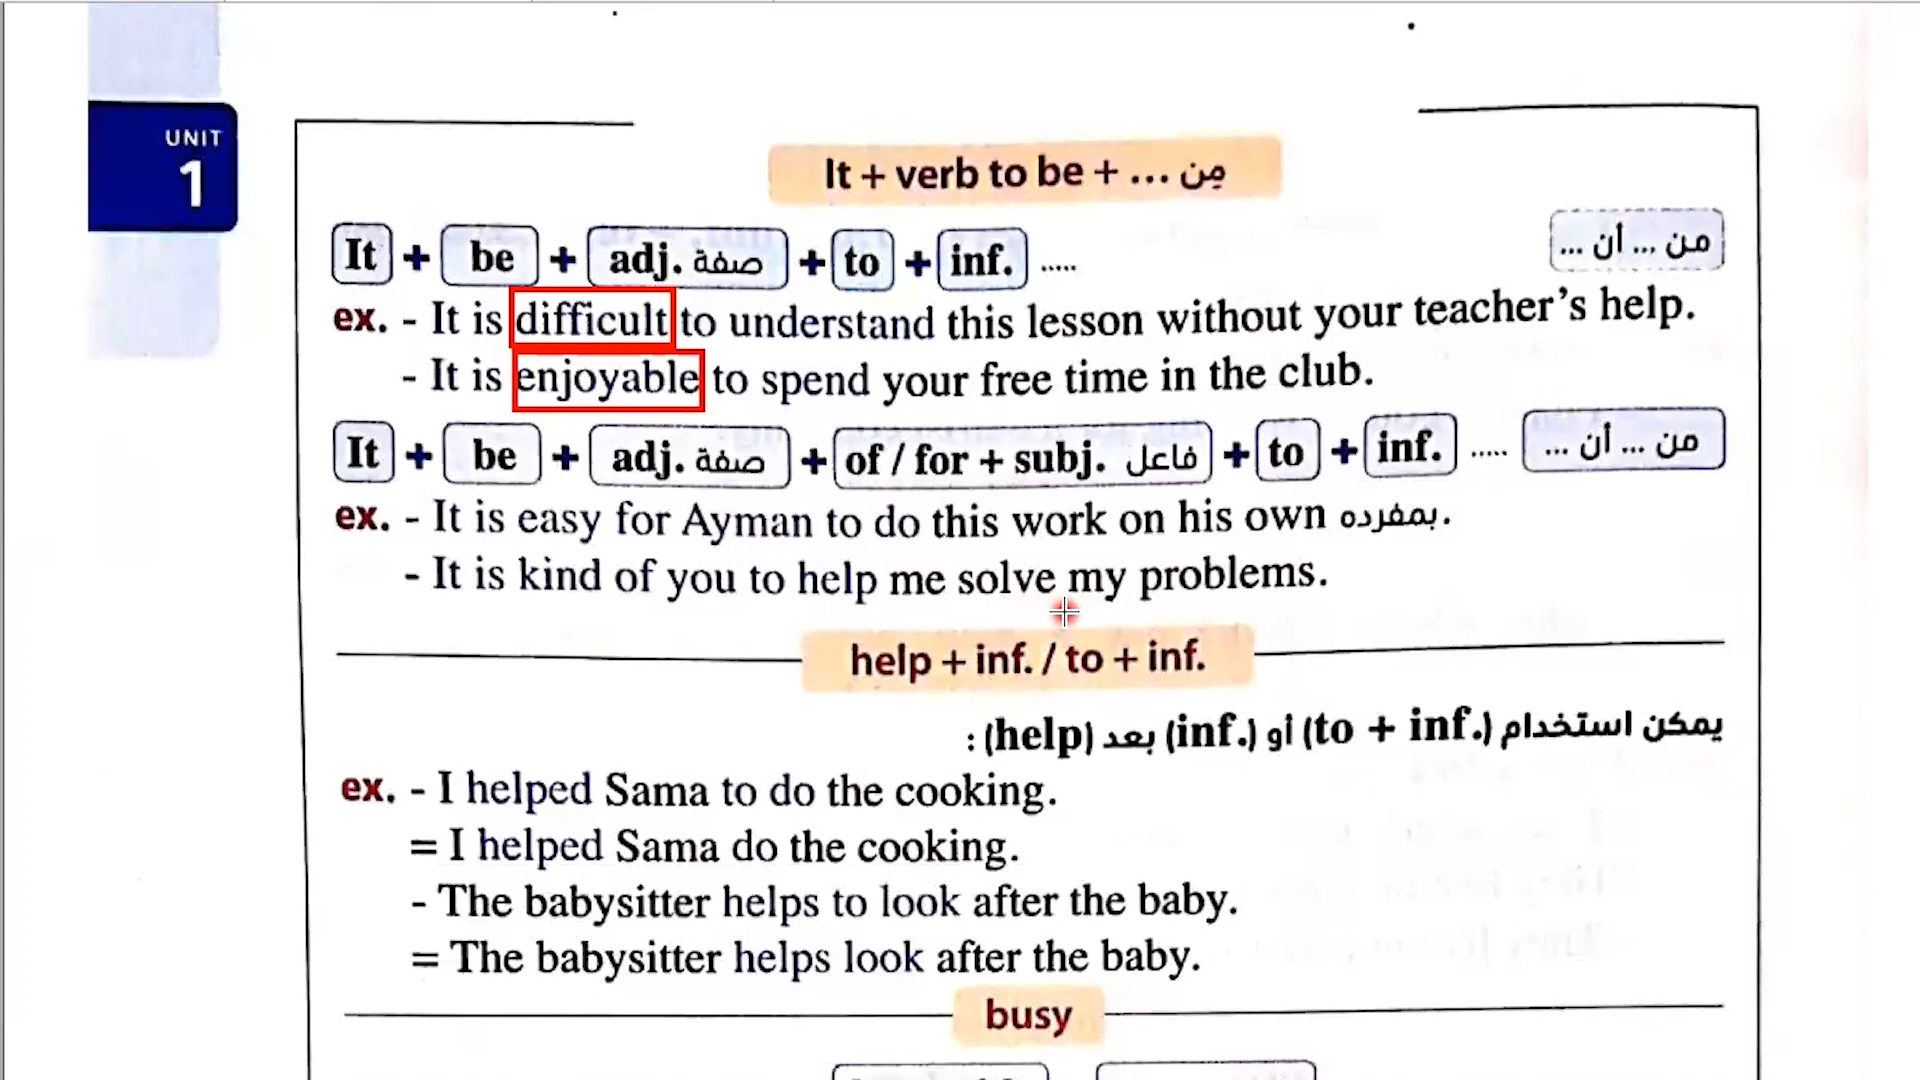 UNIT
1
It + verb to be + ... مِن
It + be + adj. صفة + to + inf. ..... من ... أن ...
ex. - It is difficult to understand this lesson without your teacher's help.
- It is enjoyable to spend your free time in the club.
It + be + adj. صفة + of / for + subj. فاعل + to + inf. ..... من ... أن ...
ex. - It is easy for Ayman to do this work on his own بمفرده.
- It is kind of you to help me solve my problems.
help + inf. / to + inf.
يمكن استخدام (to + inf.) أو (inf.) بعد (help) :
ex. - I helped Sama to do the cooking.
= I helped Sama do the cooking.
- The babysitter helps to look after the baby.
= The babysitter helps look after the baby.
busy